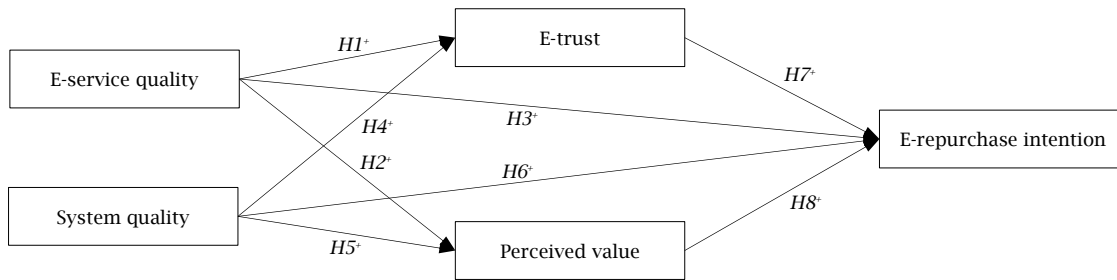 E-trust
H1+
E-service quality
H7+
H3+
H4+
E-repurchase intention
H2+
H6+
System quality
H8+
H5+
Perceived value